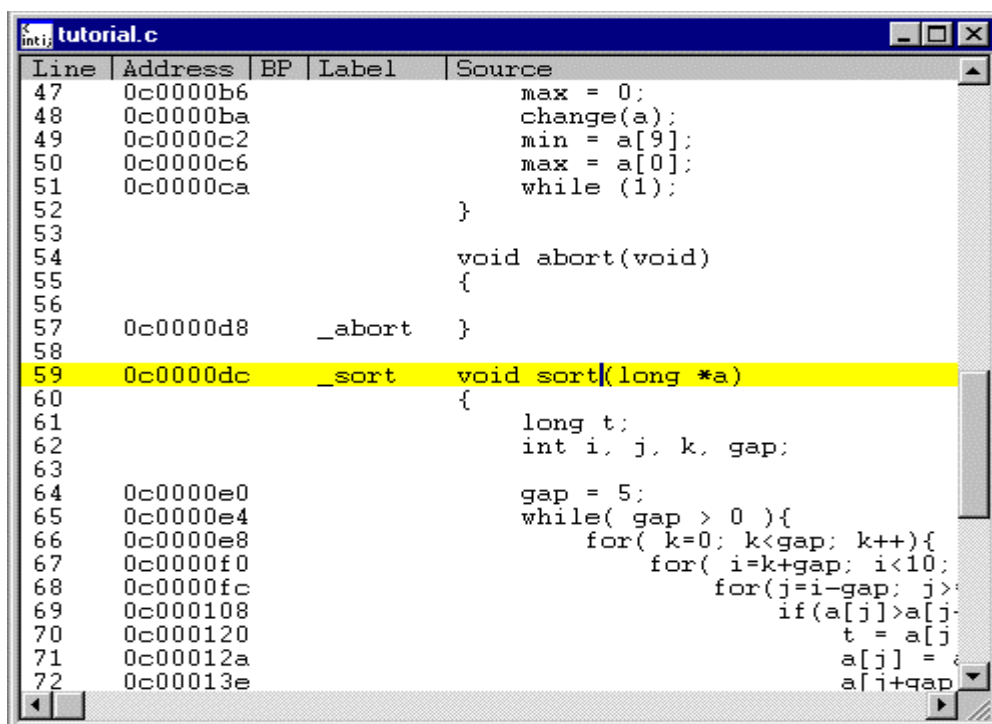 int i; tutorial.c
Line Address BP Label Source
47 0c0000b6 max = 0;
48 0c0000ba change(a);
49 0c0000c2 min = a[9];
50 0c0000c6 max = a[0];
51 0c0000ca while (1);
52 }
53
54 void abort(void)
55 {
56
57 0c0000d8 _abort }
58
59 0c0000dc _sort void sort(long *a)
60 {
61 long t;
62 int i, j, k, gap;
63
64 0c0000e0 gap = 5;
65 0c0000e4 while( gap > 0 ){
66 0c0000e8 for( k=0; k<gap; k++){
67 0c0000f0 for( i=k+gap; i<10;
68 0c0000fc for(j=i-gap; j>=
69 0c000108 if(a[j]>a[j+
70 0c000120 t = a[j
71 0c00012a a[j] =
72 0c00013e a[j+gap